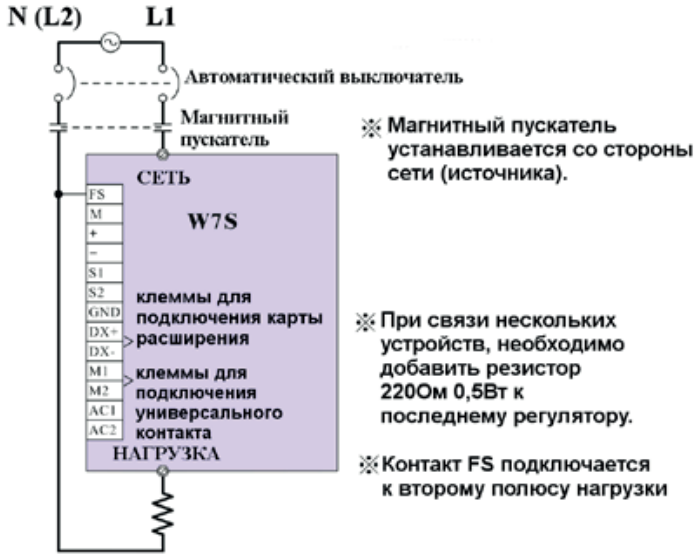 N (L2) L1
Автоматический выключатель
Магнитный
пускатель
※ Магнитный пускатель
устанавливается со стороны
сети (источника).
СЕТЬ
W7S
FS
M
+
−
S1
S2
GND
DX+
DX-
M1
M2
AC1
AC2
клеммы для
подключения карты
расширения
клеммы для
подключения
универсального
контакта
НАГРУЗКА
※ При связи нескольких
устройств, необходимо
добавить резистор
220Ом 0,5Вт к
последнему регулятору.
※ Контакт FS подключается
к второму полюсу нагрузки